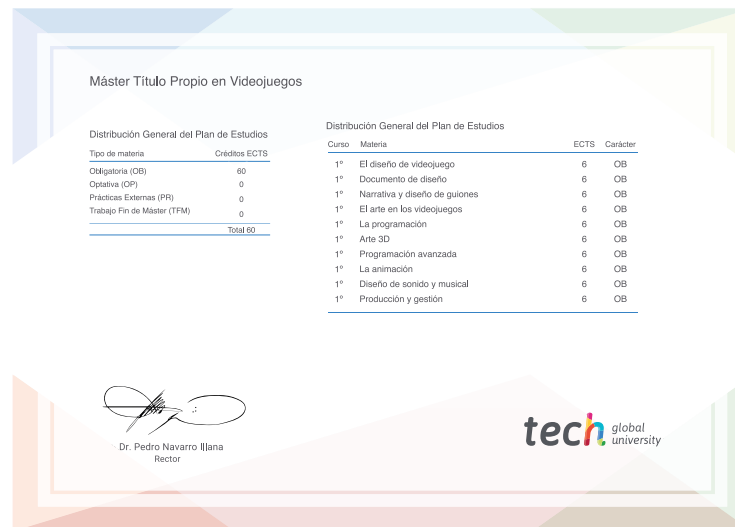 Máster Título Propio en Videojuegos
Distribución General del Plan de Estudios
Tipo de materia Créditos ECTS
Obligatoria (OB) 60
Optativa (OP) 0
Prácticas Externas (PR) 0
Trabajo Fin de Máster (TFM) 0
Total 60
Distribución General del Plan de Estudios
Curso Materia ECTS Carácter
1º El diseño de videojuego 6 OB
1º Documento de diseño 6 OB
1º Narrativa y diseño de guiones 6 OB
1º El arte en los videojuegos 6 OB
1º La programación 6 OB
1º Arte 3D 6 OB
1º Programación avanzada 6 OB
1º La animación 6 OB
1º Diseño de sonido y musical 6 OB
1º Producción y gestión 6 OB
Dr. Pedro Navarro Illana
Rector
tech global
university